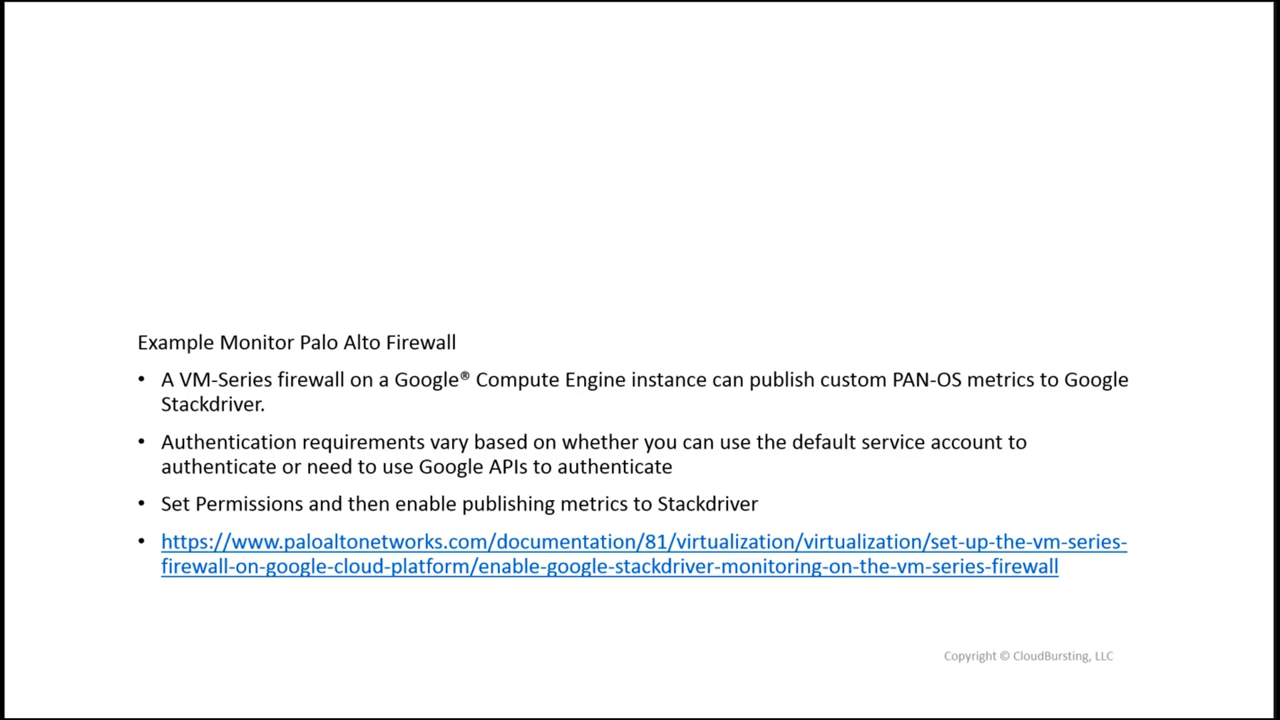 Example Monitor Palo Alto Firewall
• A VM-Series firewall on a Google® Compute Engine instance can publish custom PAN-OS metrics to Google
Stackdriver.
• Authentication requirements vary based on whether you can use the default service account to
authenticate or need to use Google APIs to authenticate
• Set Permissions and then enable publishing metrics to Stackdriver
• https://www.paloaltonetworks.com/documentation/81/virtualization/virtualization/set-up-the-vm-series-
firewall-on-google-cloud-platform/enable-google-stackdriver-monitoring-on-the-vm-series-firewall
Copyright © CloudBursting, LLC